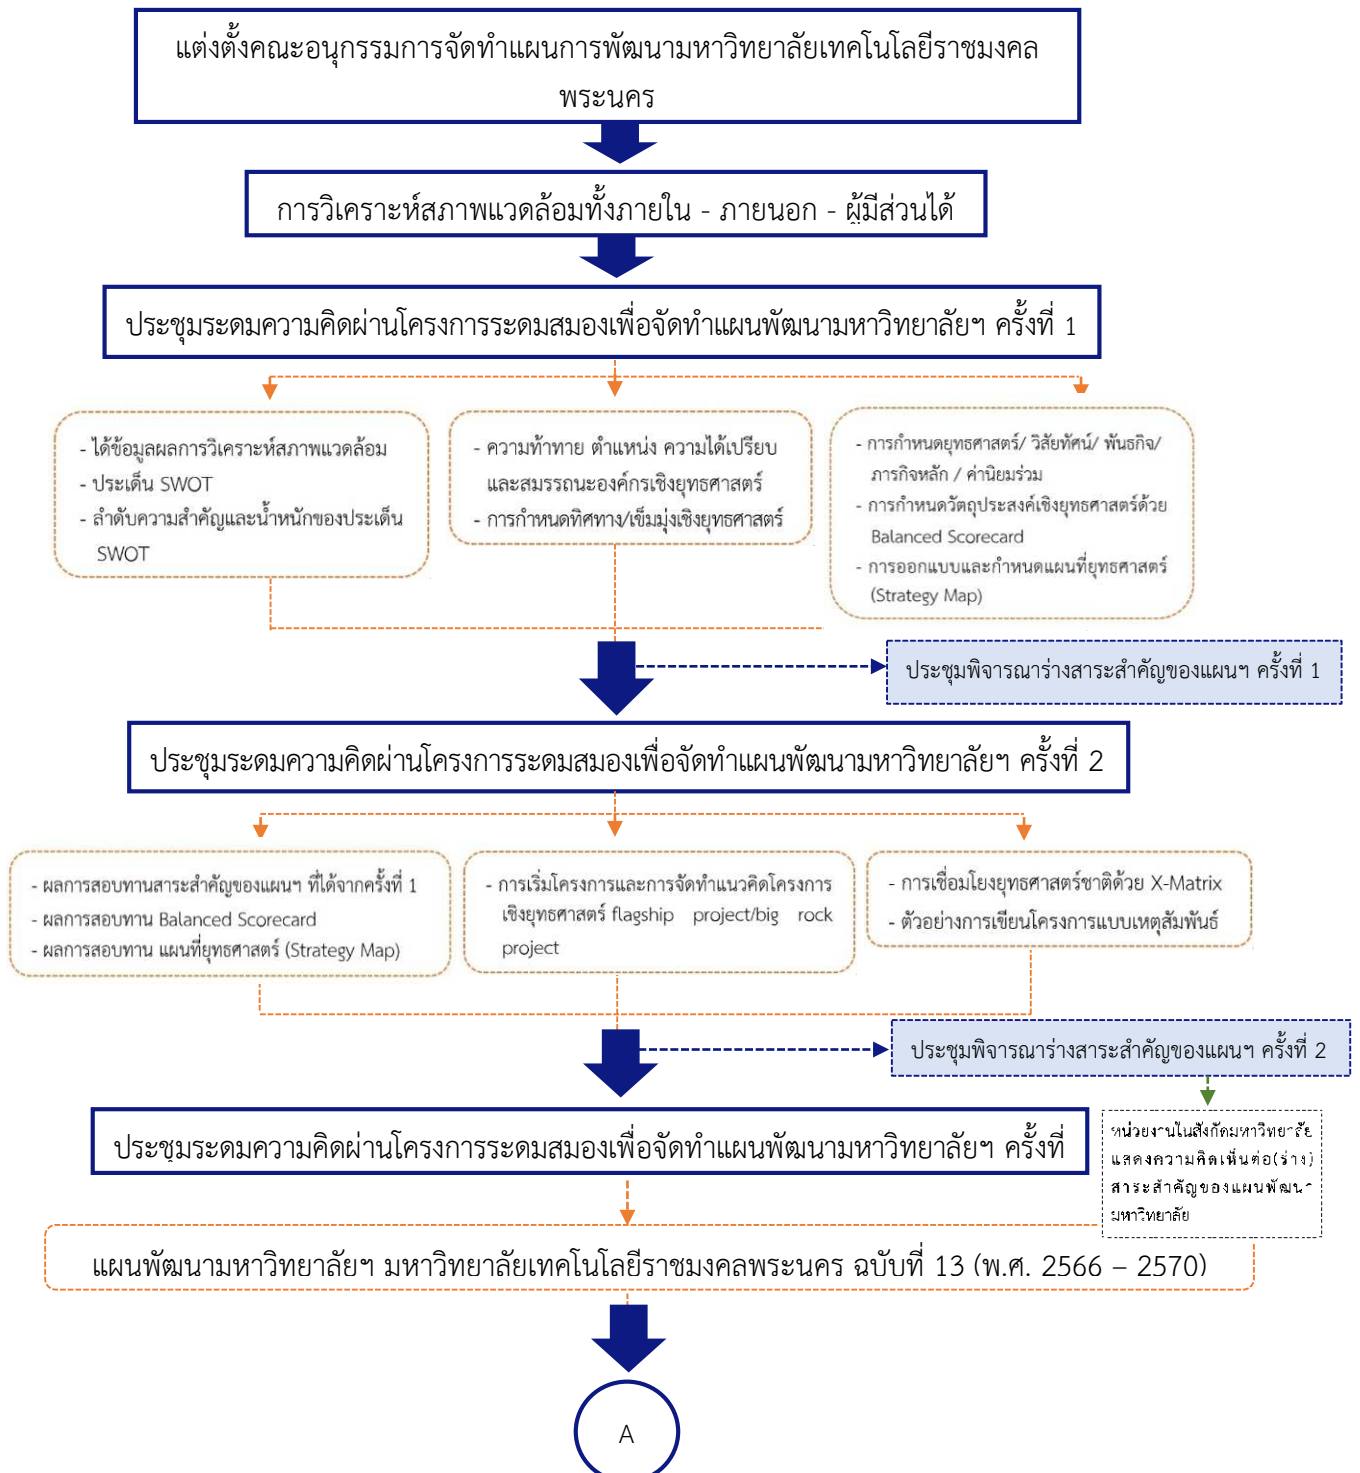 แต่งตั้งคณะอนุกรรมการจัดทำแผนการพัฒนามหาวิทยาลัยเทคโนโลยีราชมงคล
พระนคร
การวิเคราะห์สภาพแวดล้อมทั้งภายใน - ภายนอก - ผู้มีส่วนได้
ประชุมระดมความคิดผ่านโครงการระดมสมองเพื่อจัดทำแผนพัฒนามหาวิทยาลัยฯ ครั้งที่ 1
- ได้ข้อมูลผลการวิเคราะห์สภาพแวดล้อม
- ประเด็น SWOT
- ลำดับความสำคัญและน้ำหนักของประเด็น
SWOT
- ความท้าทาย ตำแหน่ง ความได้เปรียบ
และสมรรถนะองค์กรเชิงยุทธศาสตร์
- การกำหนดทิศทาง/เข็มมุ่งเชิงยุทธศาสตร์
- การกำหนดยุทธศาสตร์/ วิสัยทัศน์/ พันธกิจ/
ภารกิจหลัก / ค่านิยมร่วม
- การกำหนดวัตถุประสงค์เชิงยุทธศาสตร์ด้วย
Balanced Scorecard
- การออกแบบและกำหนดแผนที่ยุทธศาสตร์
(Strategy Map)
ประชุมพิจารณาร่างสาระสำคัญของแผนฯ ครั้งที่ 1
ประชุมระดมความคิดผ่านโครงการระดมสมองเพื่อจัดทำแผนพัฒนามหาวิทยาลัยฯ ครั้งที่ 2
- ผลการสอบทานสาระสำคัญของแผนฯ ที่ได้จากครั้งที่ 1
- ผลการสอบทาน Balanced Scorecard
- ผลการสอบทาน แผนที่ยุทธศาสตร์ (Strategy Map)
- การเริ่มโครงการและการจัดทำแนวคิดโครงการ
เชิงยุทธศาสตร์ flagship project/big rock
project
- การเชื่อมโยงยุทธศาสตร์ชาติด้วย X-Matrix
- ตัวอย่างการเขียนโครงการแบบเหตุสัมพันธ์
ประชุมพิจารณาร่างสาระสำคัญของแผนฯ ครั้งที่ 2
ประชุมระดมความคิดผ่านโครงการระดมสมองเพื่อจัดทำแผนพัฒนามหาวิทยาลัยฯ ครั้งที่
หน่วยงานในสังกัดมหาวิทยาลัย
แสดงความคิดเห็นต่อ(ร่าง)
สาระสำคัญของแผนพัฒนา
มหาวิทยาลัย
แผนพัฒนามหาวิทยาลัยฯ มหาวิทยาลัยเทคโนโลยีราชมงคลพระนคร ฉบับที่ 13 (พ.ศ. 2566 – 2570)
A